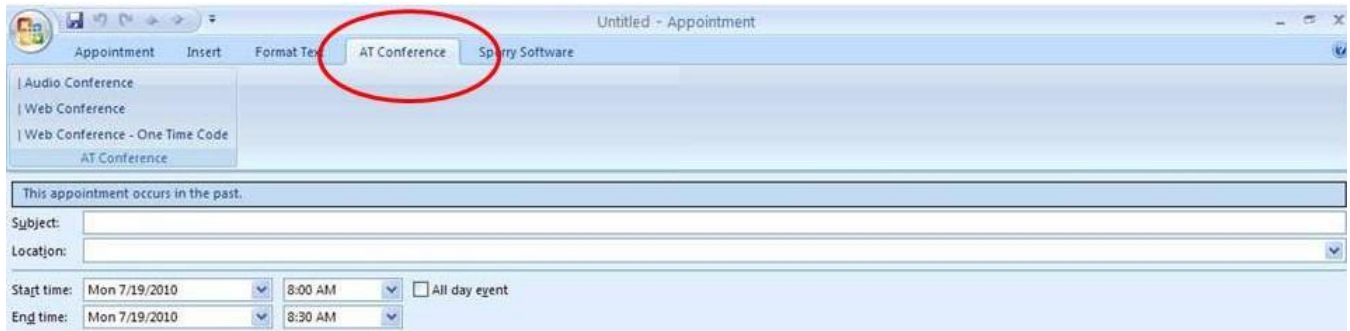 Untitled - Appointment
Appointment Insert Format Text AT Conference Sperry Software
| Audio Conference
| Web Conference
| Web Conference - One Time Code
AT Conference
This appointment occurs in the past.
Subject:
Location:
Start time: Mon 7/19/2010 8:00 AM All day event
End time: Mon 7/19/2010 8:30 AM